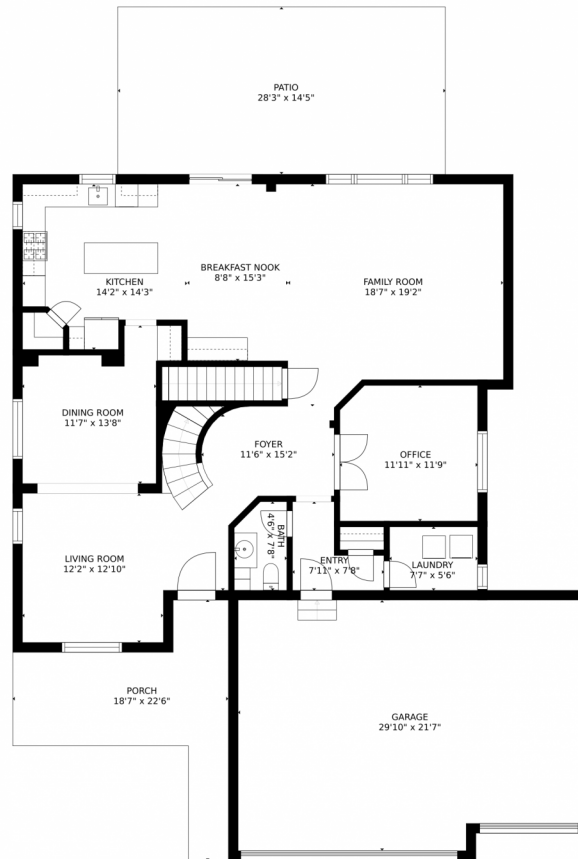 PATIO
28'3" x 14'5"
KITCHEN
14'2" x 14'3"
BREAKFAST NOOK
8'8" x 15'3"
FAMILY ROOM
18'7" x 19'2"
DINING ROOM
11'7" x 13'8"
FOYER
11'6" x 15'2"
OFFICE
11'11" x 11'9"
BATH
4'6" x 7'8"
LIVING ROOM
12'2" x 12'10"
ENTRY
7'11" x 7'8"
LAUNDRY
7'7" x 5'6"
PORCH
18'7" x 22'6"
GARAGE
29'10" x 21'7"